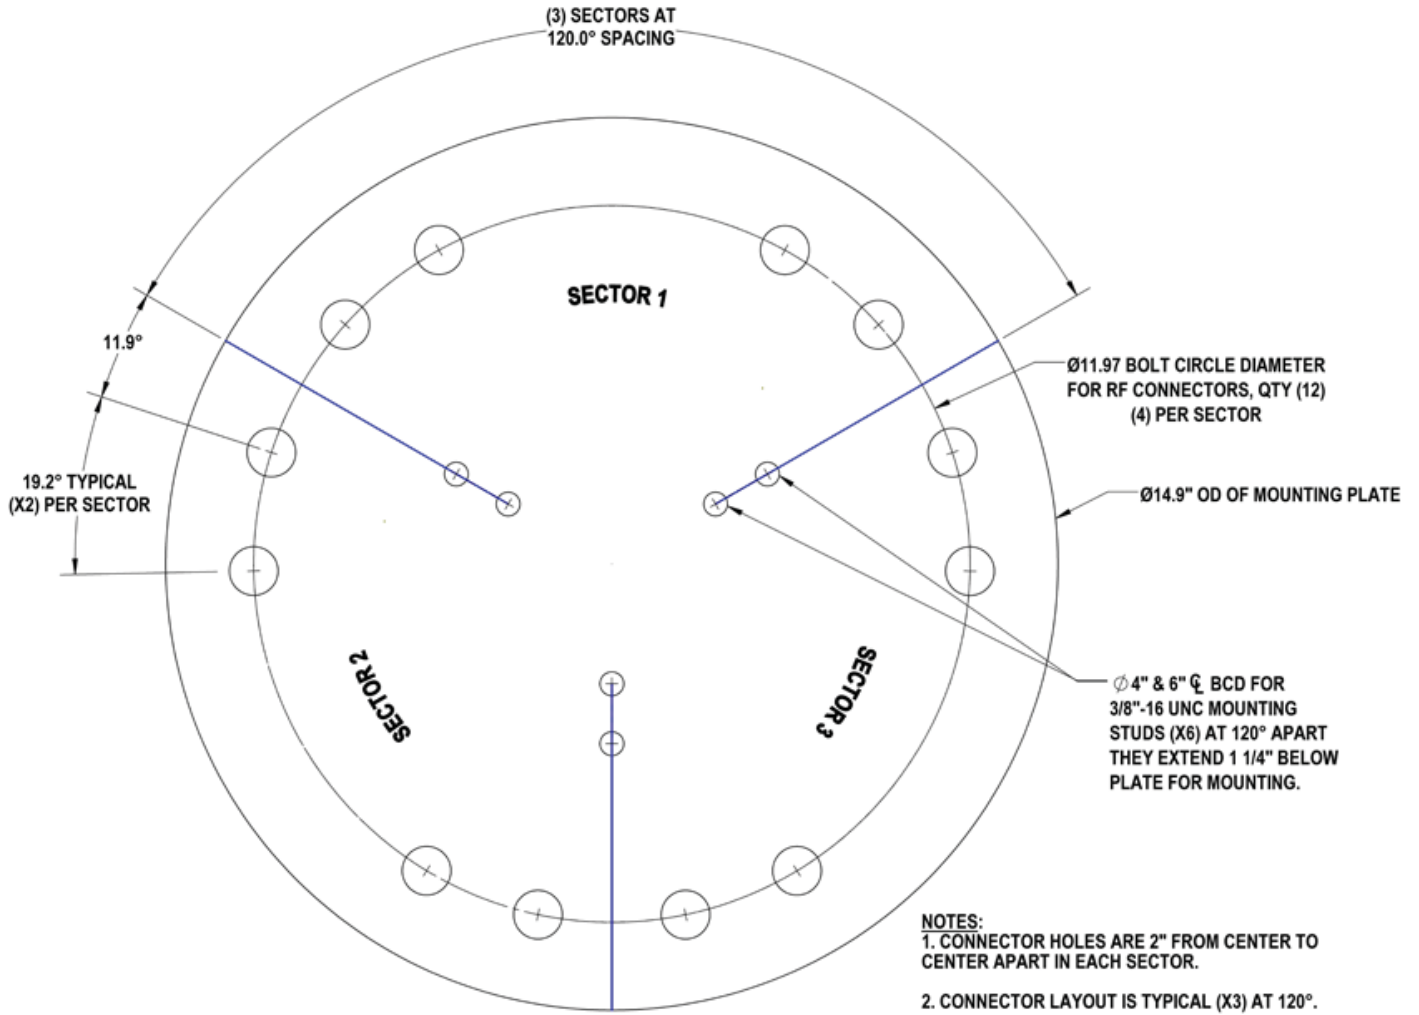 (3) SECTORS AT
120.0° SPACING
SECTOR 1
11.9°
Ø11.97 BOLT CIRCLE DIAMETER
FOR RF CONNECTORS, QTY (12)
(4) PER SECTOR
19.2° TYPICAL
(X2) PER SECTOR
Ø14.9" OD OF MOUNTING PLATE
SECTOR 2
SECTOR 3
∅ 4" & 6" ℄ BCD FOR
3/8"-16 UNC MOUNTING
STUDS (X6) AT 120° APART
THEY EXTEND 1 1/4" BELOW
PLATE FOR MOUNTING.
NOTES:
1. CONNECTOR HOLES ARE 2" FROM CENTER TO
CENTER APART IN EACH SECTOR.
2. CONNECTOR LAYOUT IS TYPICAL (X3) AT 120°.